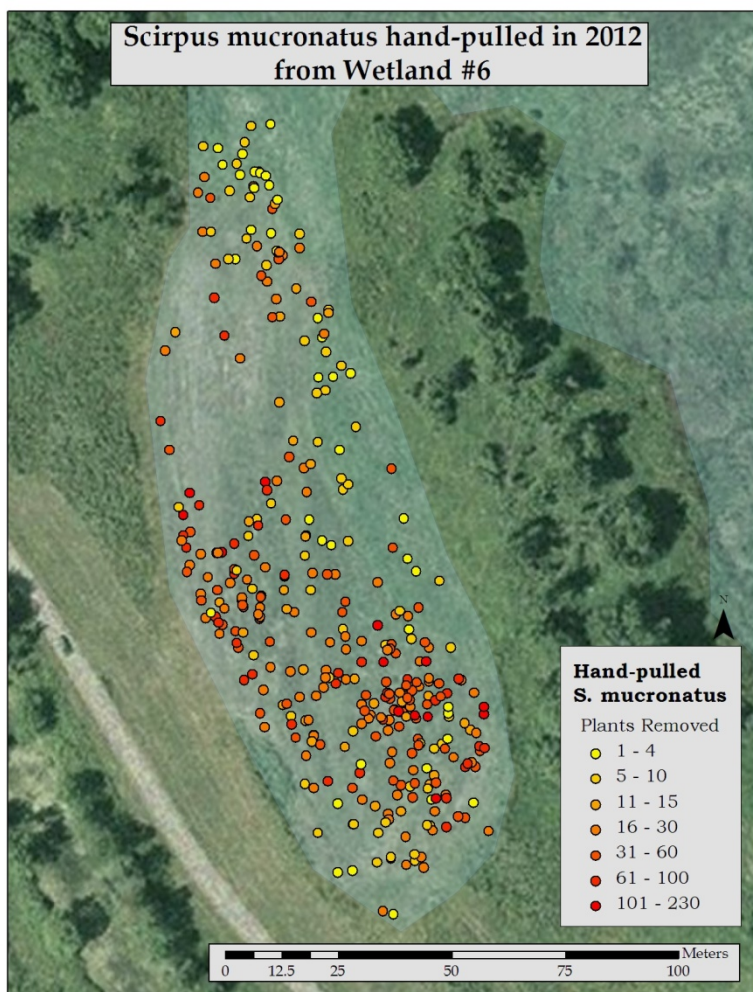 Scirpus mucronatus hand-pulled in 2012
from Wetland #6
N
Hand-pulled
S. mucronatus
Plants Removed
1 - 4
5 - 10
11 - 15
16 - 30
31 - 60
61 - 100
101 - 230
Meters
0 12.5 25 50 75 100